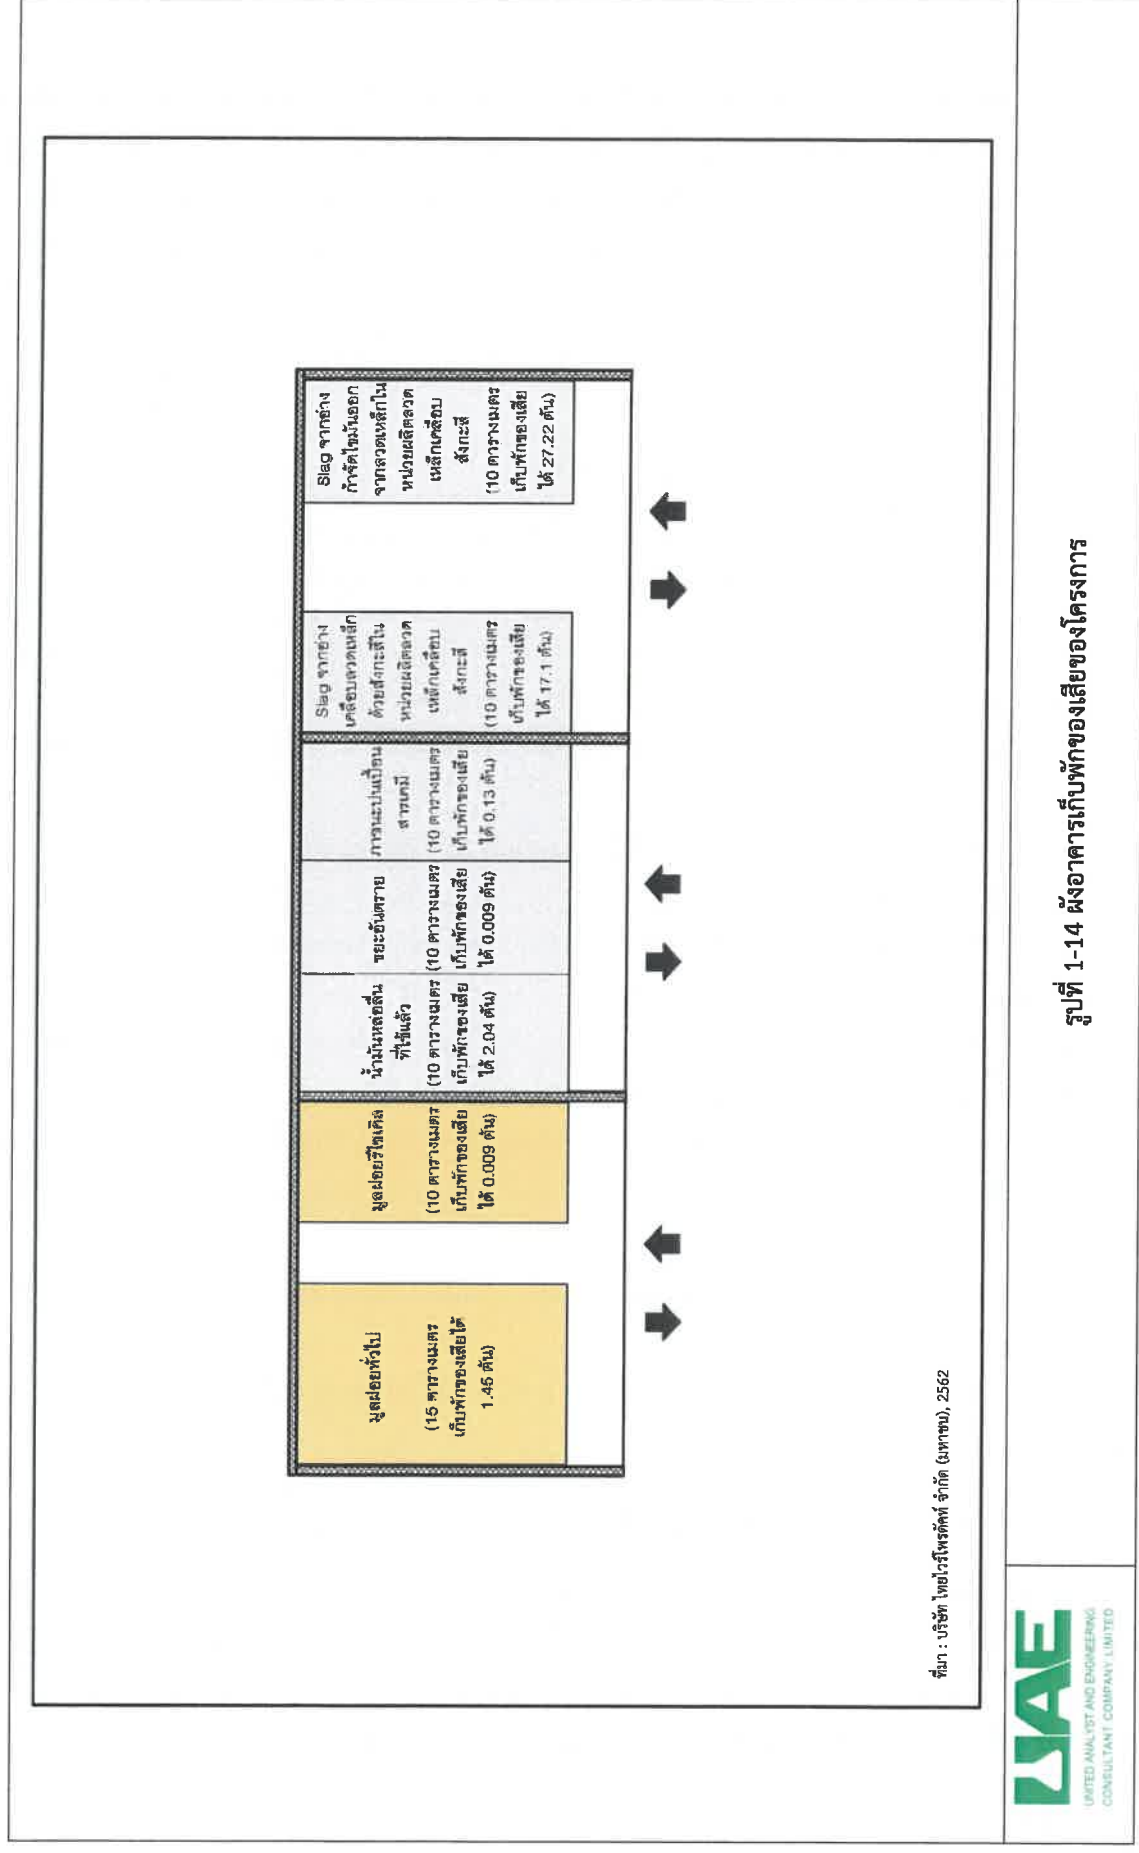 มูลฝอยทั่วไป
(15 ตารางเมตร
เก็บพักของเสียได้
1.45 ตัน)
มูลฝอยรีไซเคิล
(10 ตารางเมตร
เก็บพักของเสีย
ได้ 0.009 ตัน)
น้ำมันหล่อลื่น
ที่ใช้แล้ว
(10 ตารางเมตร
เก็บพักของเสีย
ได้ 2.04 ตัน)
ขยะอันตราย
(10 ตารางเมตร
เก็บพักของเสีย
ได้ 0.009 ตัน)
ภาชนะปนเปื้อน
สารเคมี
(10 ตารางเมตร
เก็บพักของเสีย
ได้ 0.13 ตัน)
Slag จากอ่าง
เคลือบลวดเหล็ก
ด้วยสังกะสีใน
หน่วยผลิตลวด
เหล็กเคลือบ
สังกะสี
(10 ตารางเมตร
เก็บพักของเสีย
ได้ 17.1 ตัน)
Slag จากอ่าง
กำจัดไขมันออก
จากลวดเหล็กใน
หน่วยผลิตลวด
เหล็กเคลือบ
สังกะสี
(10 ตารางเมตร
เก็บพักของเสีย
ได้ 27.22 ตัน)
ที่มา : บริษัท ไทยไวร์โพรดัคท์ จำกัด (มหาชน), 2562
UAE
UNITED ANALYST AND ENGINEERING
CONSULTANT COMPANY LIMITED
รูปที่ 1-14 ผังอาคารเก็บพักของเสียของโครงการ